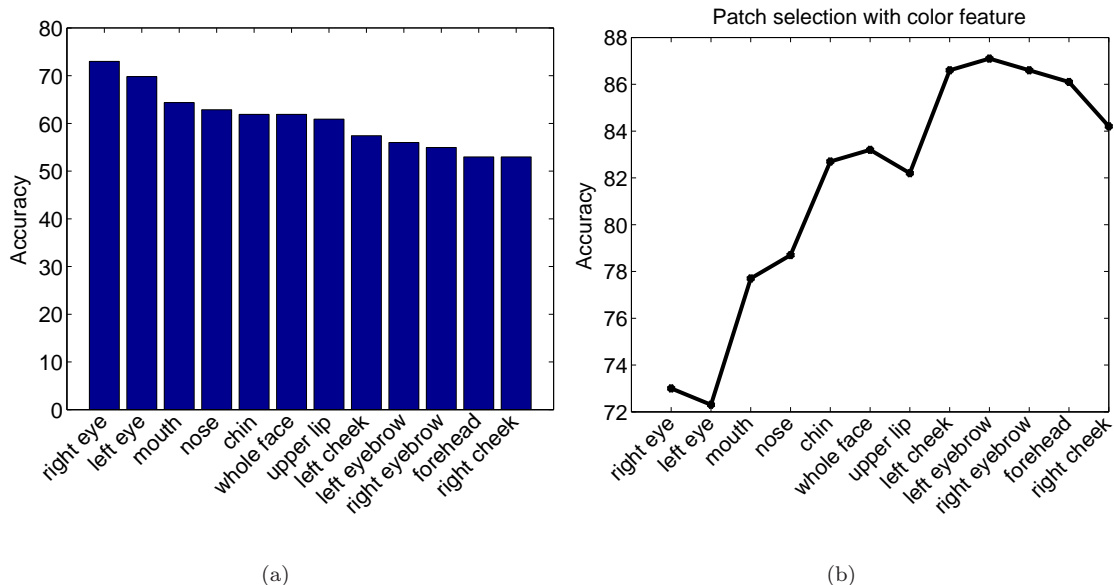 80
70
60
50
40
30
20
10
0
Accuracy
right eye
left eye
mouth
nose
chin
whole face
upper lip
left cheek
left eyebrow
right eyebrow
forehead
right cheek
(a)
Patch selection with color feature
88
86
84
82
80
78
76
74
72
Accuracy
right eye
left eye
mouth
nose
chin
whole face
upper lip
left cheek
left eyebrow
right eyebrow
forehead
right cheek
(b)